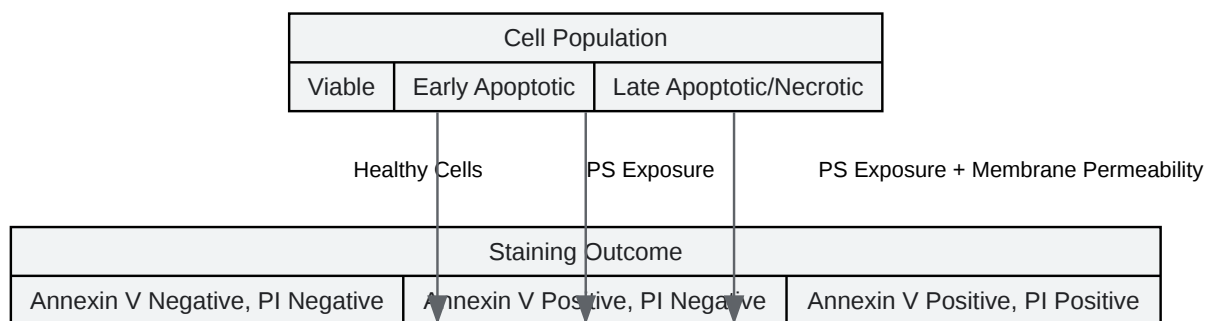 Cell Population
Viable
Early Apoptotic
Late Apoptotic/Necrotic
Healthy Cells
PS Exposure
PS Exposure + Membrane Permeability
Staining Outcome
Annexin V Negative, PI Negative
Annexin V Positive, PI Negative
Annexin V Positive, PI Positive